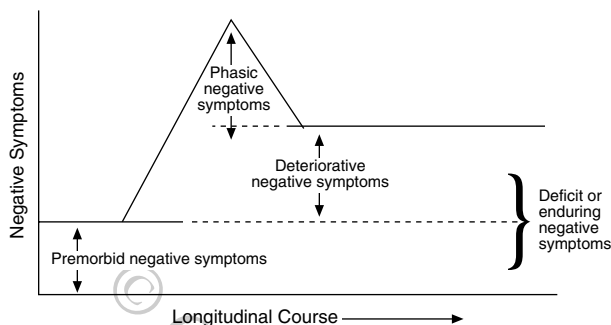 Negative Symptoms
Phasic
negative
symptoms
Deteriorative
negative symptoms
Deficit or
enduring
negative
symptoms
Premorbid negative symptoms
©
Longitudinal Course